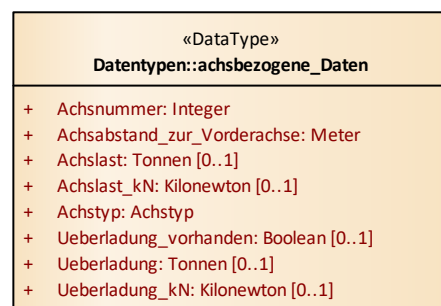 «DataType»
Datentypen::achsbezogene_Daten
+ Achsnummer: Integer
+ Achsabstand_zur_Vorderachse: Meter
+ Achslast: Tonnen [0..1]
+ Achslast_kN: Kilonewton [0..1]
+ Achstyp: Achstyp
+ Ueberladung_vorhanden: Boolean [0..1]
+ Ueberladung: Tonnen [0..1]
+ Ueberladung_kN: Kilonewton [0..1]